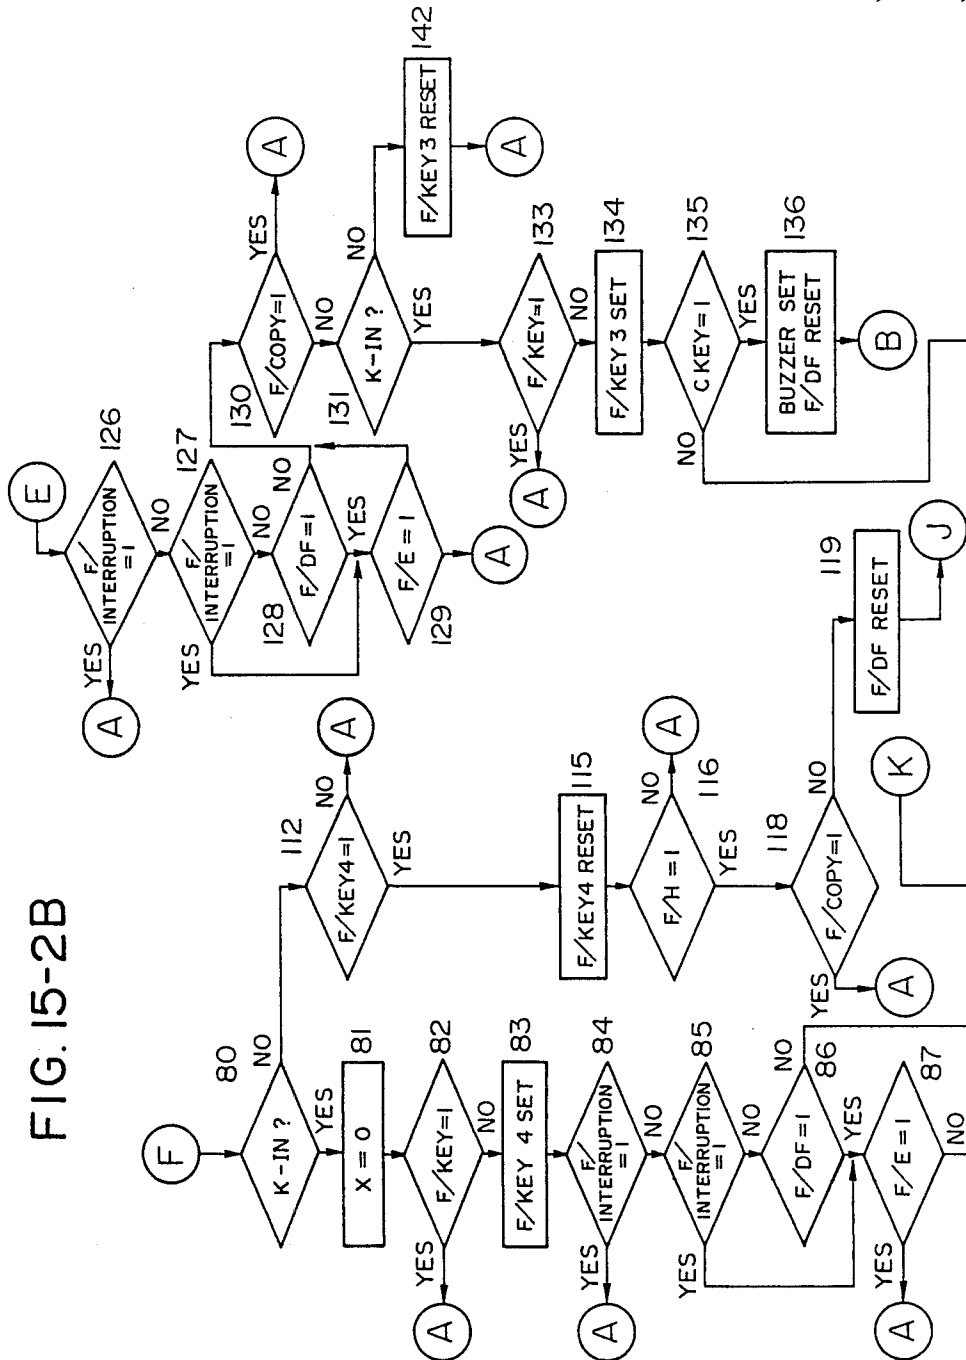 FIG. 15-2B
F
80
K-IN ?
NO
YES
X = 0
81
82
F/KEY=1
YES
A
NO
F/KEY 4 SET
83
84
F/
INTERRUPTION
=1
YES
A
NO
85
F/
INTERRUPTION
=1
YES
NO
86
F/DF=1
NO
YES
87
F/E=1
YES
A
NO
112
F/KEY4=1
NO
A
YES
F/KEY4 RESET
115
F/H=1
116
NO
A
YES
118
F/COPY=1
YES
A
NO
F/DF RESET
119
J
K
E
126
F/
INTERRUPTION
=1
YES
A
NO
127
F/
INTERRUPTION
=1
YES
NO
128
F/DF=1
NO
YES
129
F/E=1
A
130
F/COPY=1
YES
A
NO
131
K-IN ?
NO
F/KEY3 RESET
142
A
YES
F/KEY=1
133
YES
A
NO
F/KEY 3 SET
134
C KEY=1
135
NO
YES
BUZZER SET
F/DF RESET
136
B